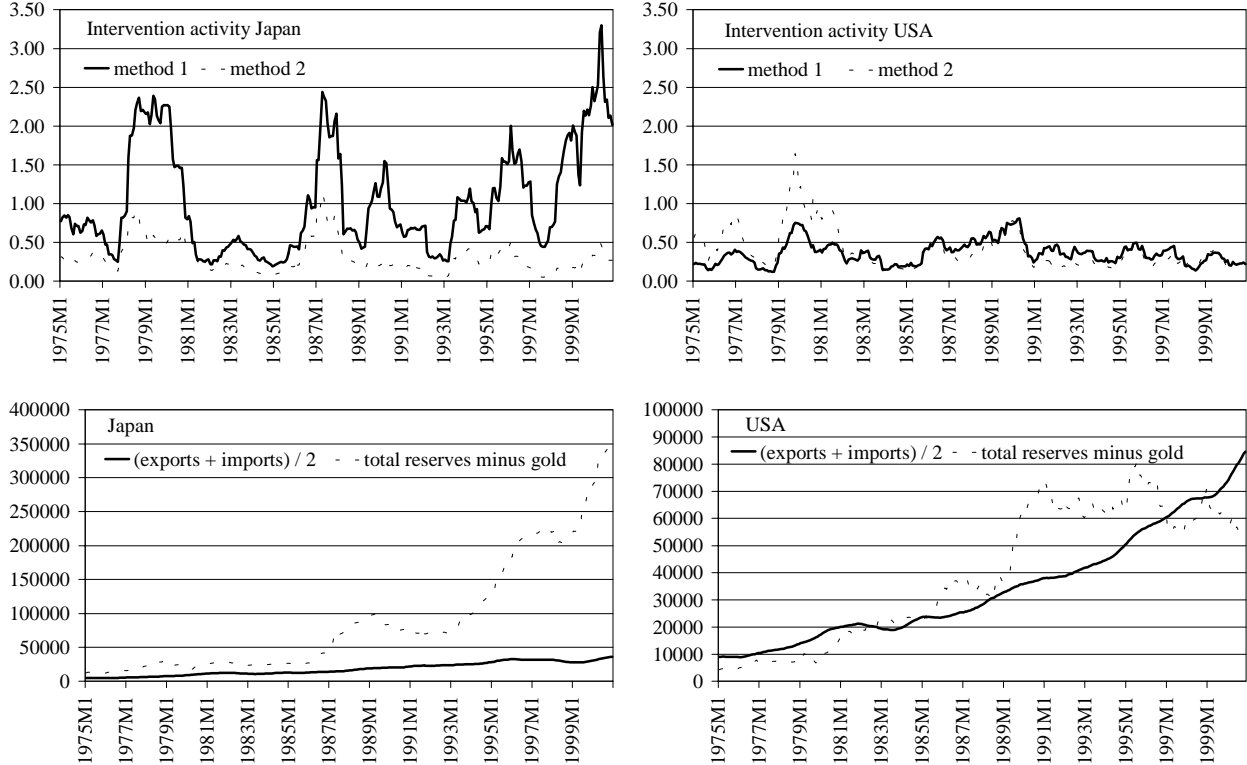 Intervention activity Japan
method 1 method 2
3.50
3.00
2.50
2.00
1.50
1.00
0.50
0.00
1975M1
1977M1
1979M1
1981M1
1983M1
1985M1
1987M1
1989M1
1991M1
1993M1
1995M1
1997M1
1999M1
Intervention activity USA
method 1 method 2
3.50
3.00
2.50
2.00
1.50
1.00
0.50
0.00
1975M1
1977M1
1979M1
1981M1
1983M1
1985M1
1987M1
1989M1
1991M1
1993M1
1995M1
1997M1
1999M1
Japan
(exports + imports) / 2 total reserves minus gold
400000
350000
300000
250000
200000
150000
100000
50000
0
1975M1
1977M1
1979M1
1981M1
1983M1
1985M1
1987M1
1989M1
1991M1
1993M1
1995M1
1997M1
1999M1
USA
(exports + imports) / 2 total reserves minus gold
100000
90000
80000
70000
60000
50000
40000
30000
20000
10000
0
1975M1
1977M1
1979M1
1981M1
1983M1
1985M1
1987M1
1989M1
1991M1
1993M1
1995M1
1997M1
1999M1